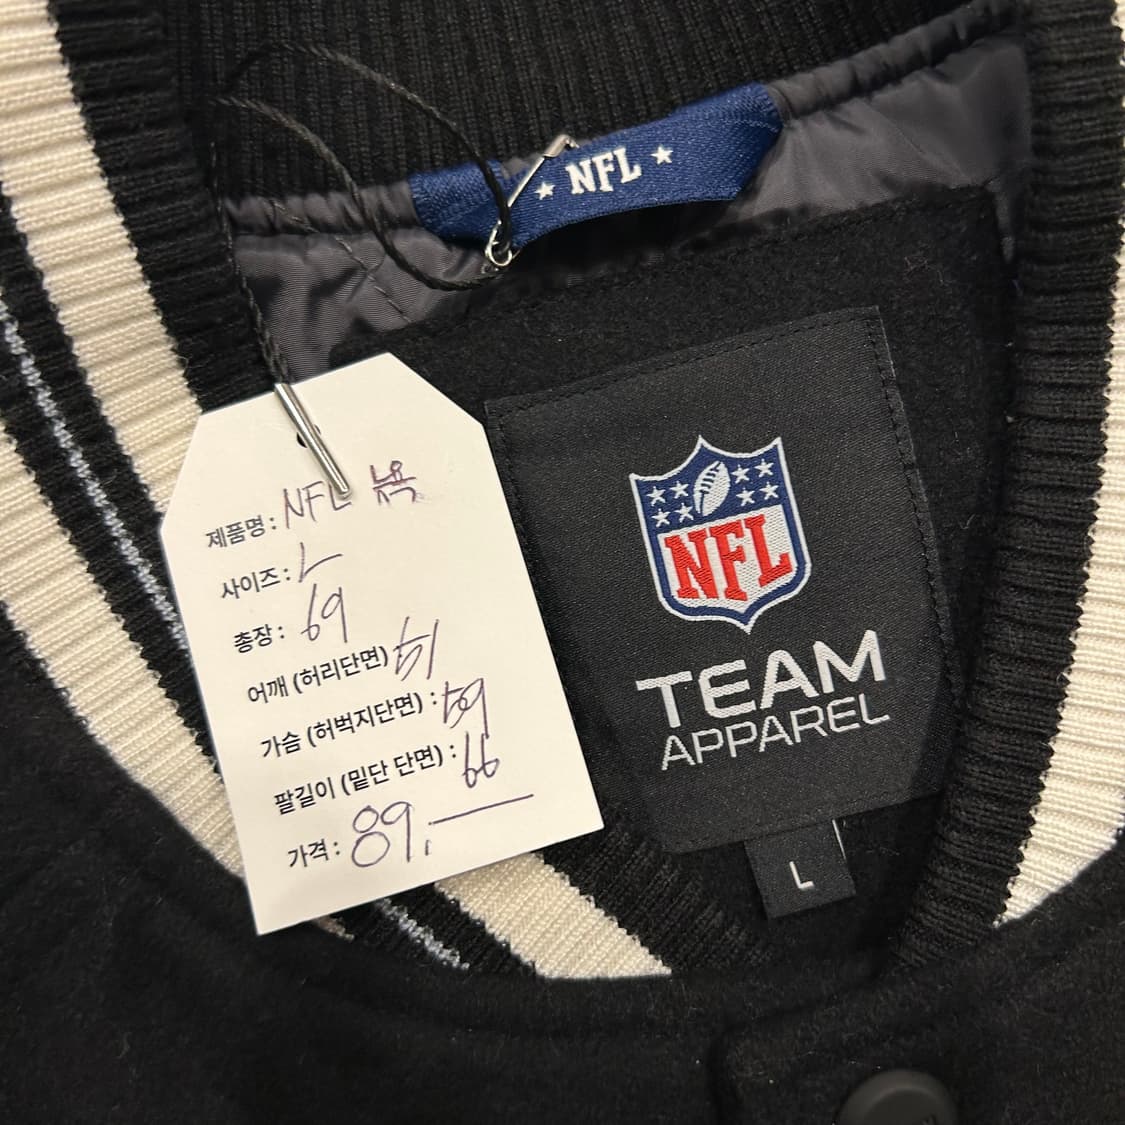 ★ NFL ★
NFL
TEAM
APPAREL
L
제품명 : NFL 뉴욕
사이즈 : L
총장 : 69
어깨 (허리단면) 51
가슴 (허벅지단면) : 59
팔길이 (밑단 단면) : 66
가격 : 89,-